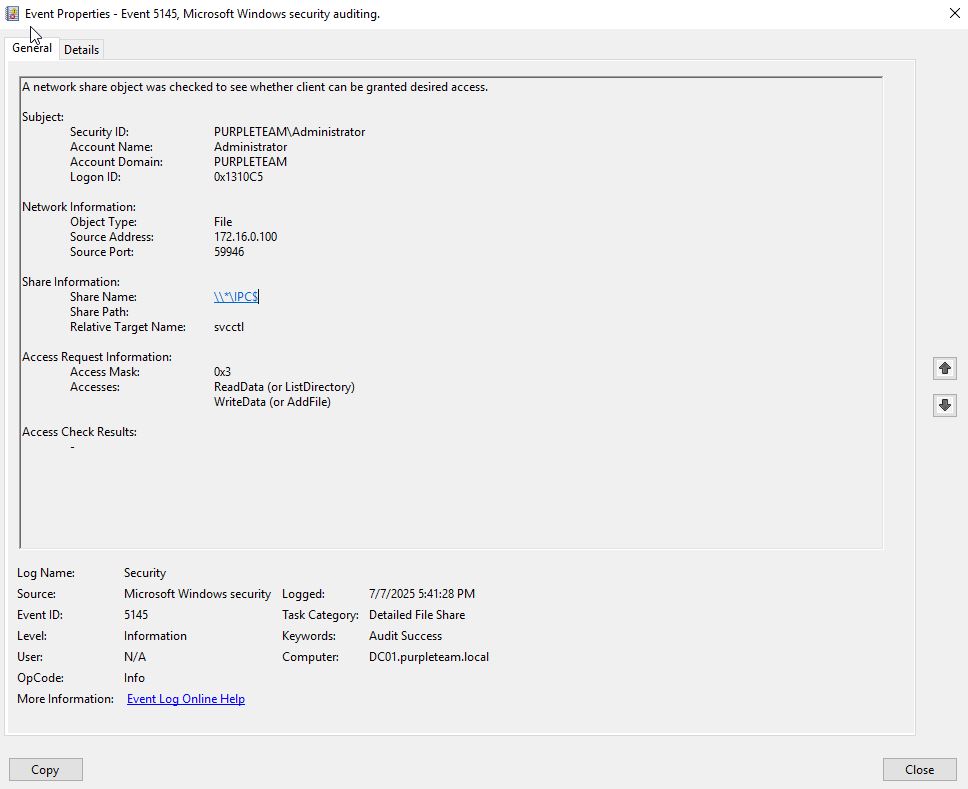 Event Properties - Event 5145, Microsoft Windows security auditing.
General Details
A network share object was checked to see whether client can be granted desired access.
Subject:
Security ID: PURPLETEAM\Administrator
Account Name: Administrator
Account Domain: PURPLETEAM
Logon ID: 0x1310C5
Network Information:
Object Type: File
Source Address: 172.16.0.100
Source Port: 59946
Share Information:
Share Name: \\*\IPC$
Share Path:
Relative Target Name: svcctl
Access Request Information:
Access Mask: 0x3
Accesses: ReadData (or ListDirectory)
WriteData (or AddFile)
Access Check Results:
-
Log Name: Security
Source: Microsoft Windows security Logged: 7/7/2025 5:41:28 PM
Event ID: 5145 Task Category: Detailed File Share
Level: Information Keywords: Audit Success
User: N/A Computer: DC01.purpleteam.local
OpCode: Info
More Information: Event Log Online Help
Copy Close